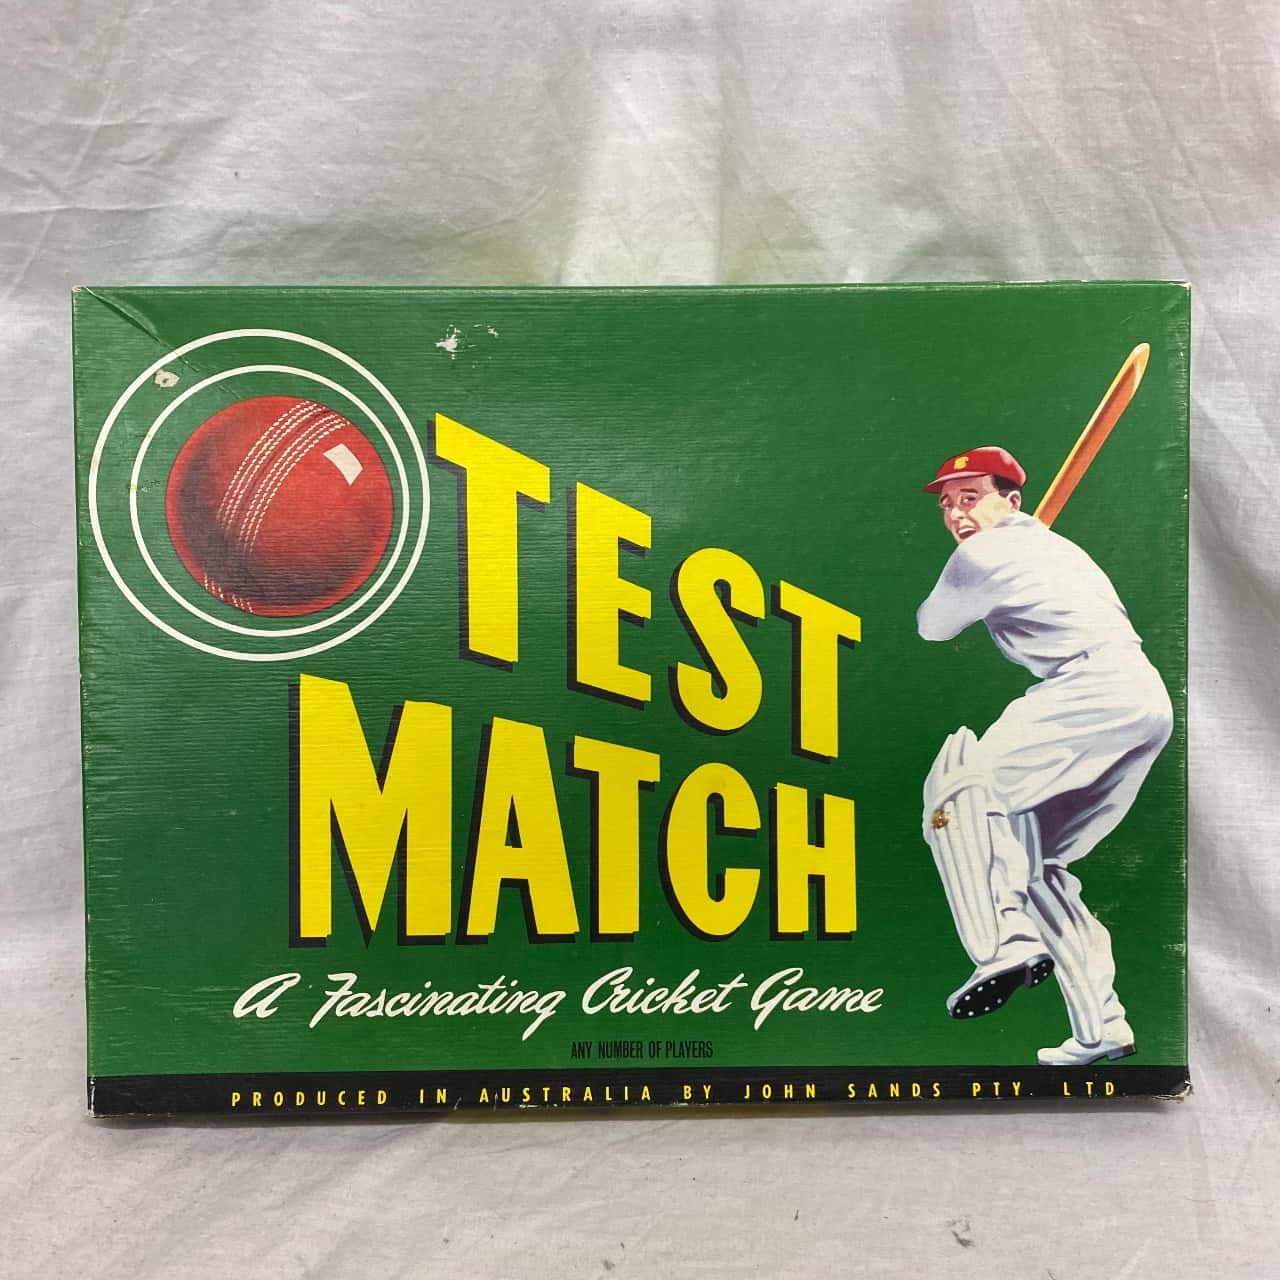 TEST
MATCH
A Fascinating Cricket Game
ANY NUMBER OF PLAYERS
PRODUCED IN AUSTRALIA BY JOHN SANDS PTY. LTD.